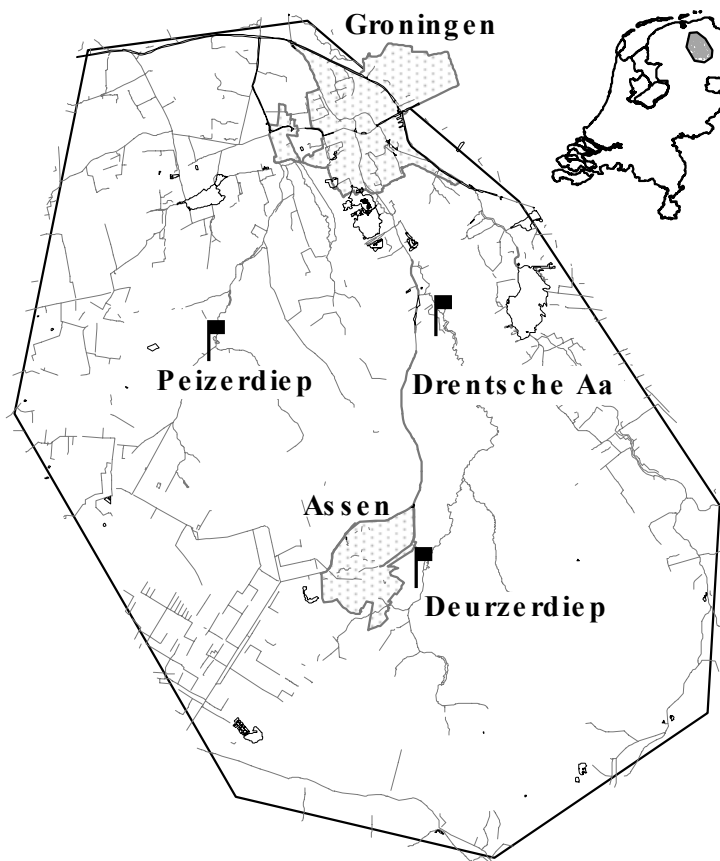 Groningen
Peizerdiep
Drentsche Aa
Assen
Deurzerdiep